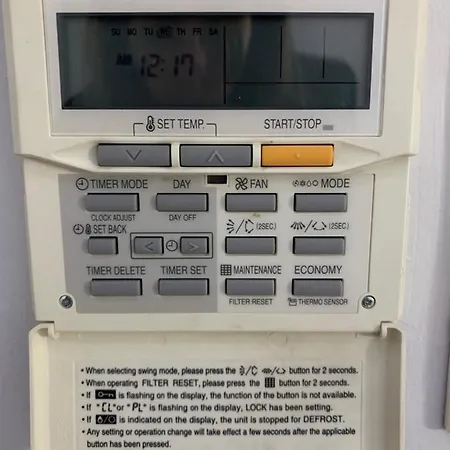 SU MO TU WE TH FR SA
AM 12:17
SET TEMP. START/STOP
TIMER MODE DAY FAN MODE
CLOCK ADJUST DAY OFF
SET BACK (2SEC.) (2SEC.)
TIMER DELETE TIMER SET MAINTENANCE ECONOMY
FILTER RESET THERMO SENSOR
• When selecting swing mode, please press the / / button for 2 seconds.
• When operating FILTER RESET, please press the button for 2 seconds.
• If is flashing on the display, the function of the button is not available.
• If "CL" or "PL" is flashing on the display, LOCK has been setting.
• If is indicated on the display, the unit is stopped for DEFROST.
• Any setting or operation change will take effect a few seconds after the applicable
button has been pressed.